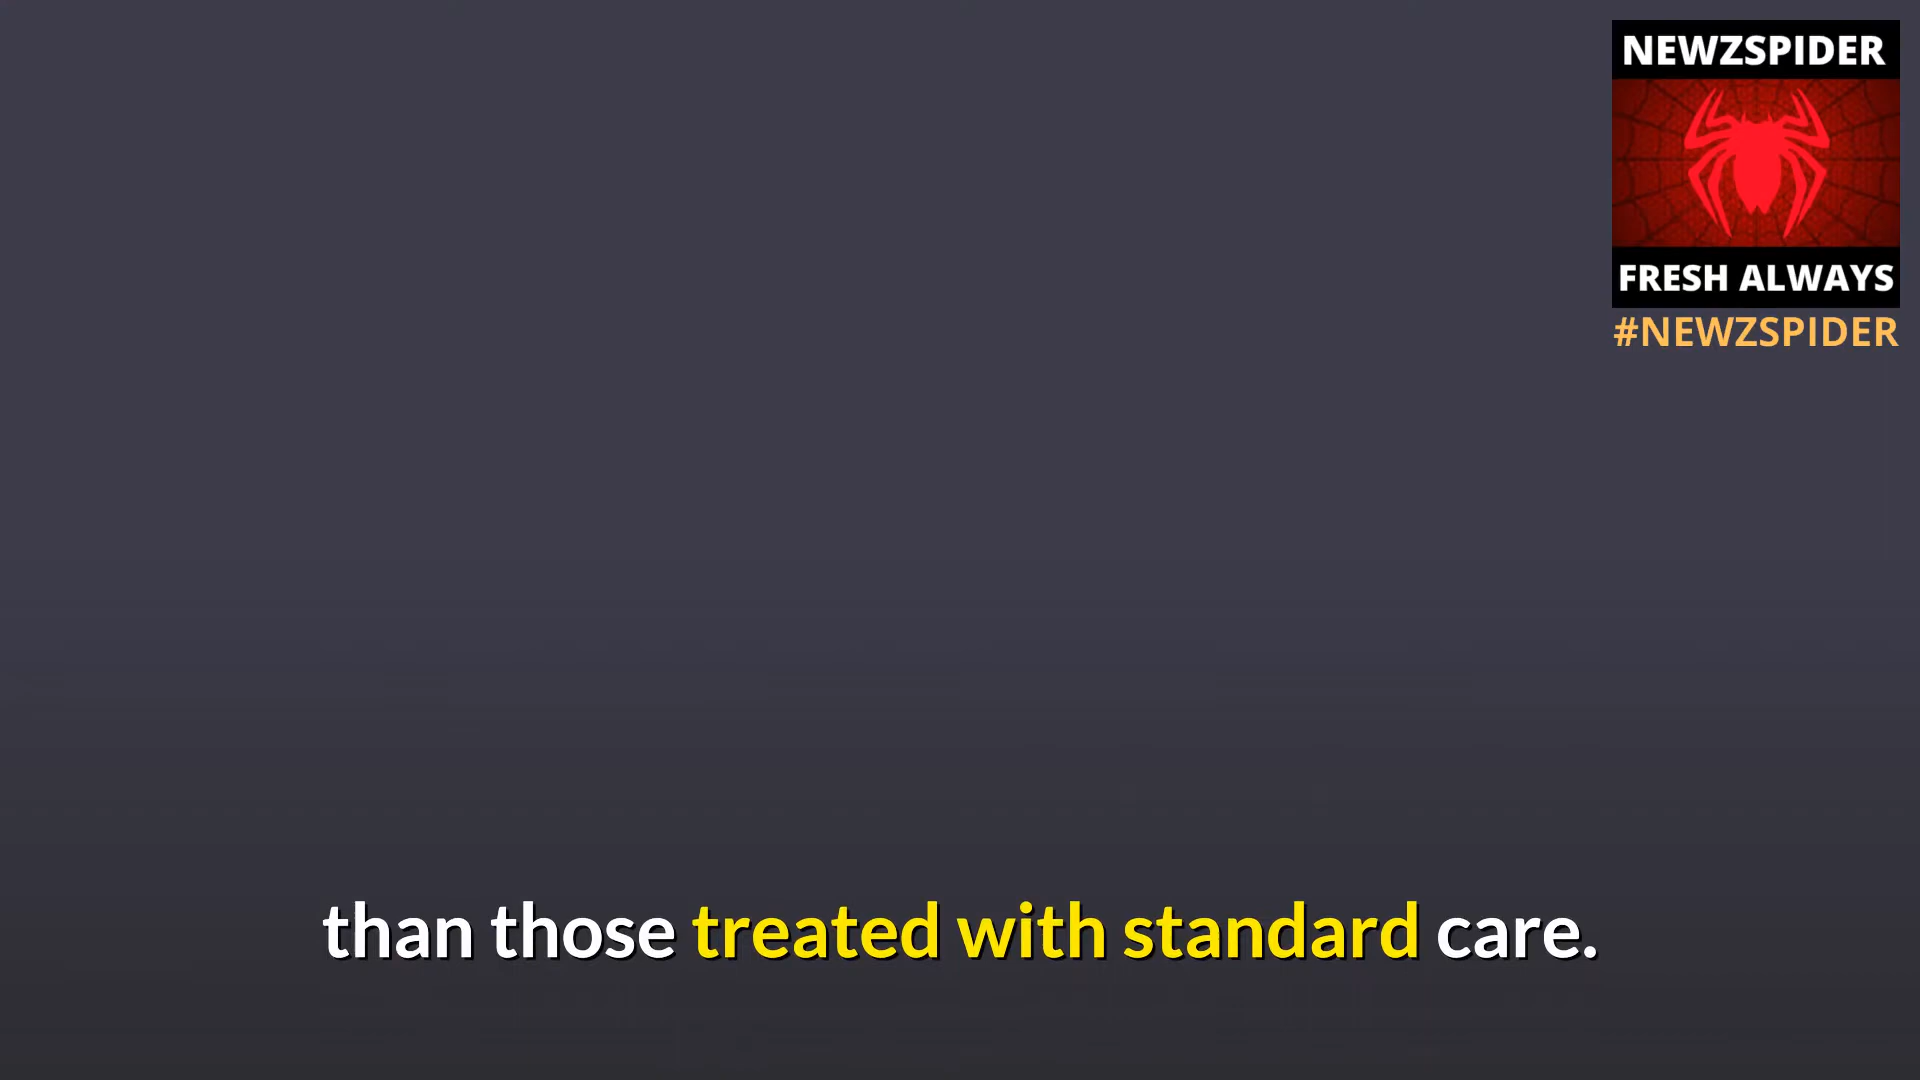 NEWZSPIDER
FRESH ALWAYS
#NEWZSPIDER
than those treated with standard care.